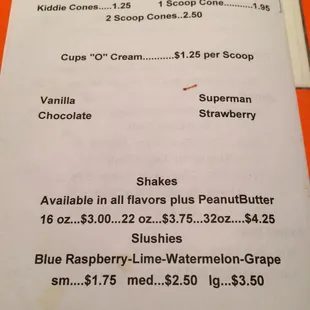 Kiddie Cones.....1.25 1 Scoop Cone...........1.95
2 Scoop Cones..2.50
Cups "O" Cream...........$1.25 per Scoop
Vanilla Superman
Chocolate Strawberry
Shakes
Available in all flavors plus PeanutButter
16 oz...$3.00...22 oz...$3.75...32oz....$4.25
Slushies
Blue Raspberry-Lime-Watermelon-Grape
sm....$1.75 med...$2.50 lg...$3.50